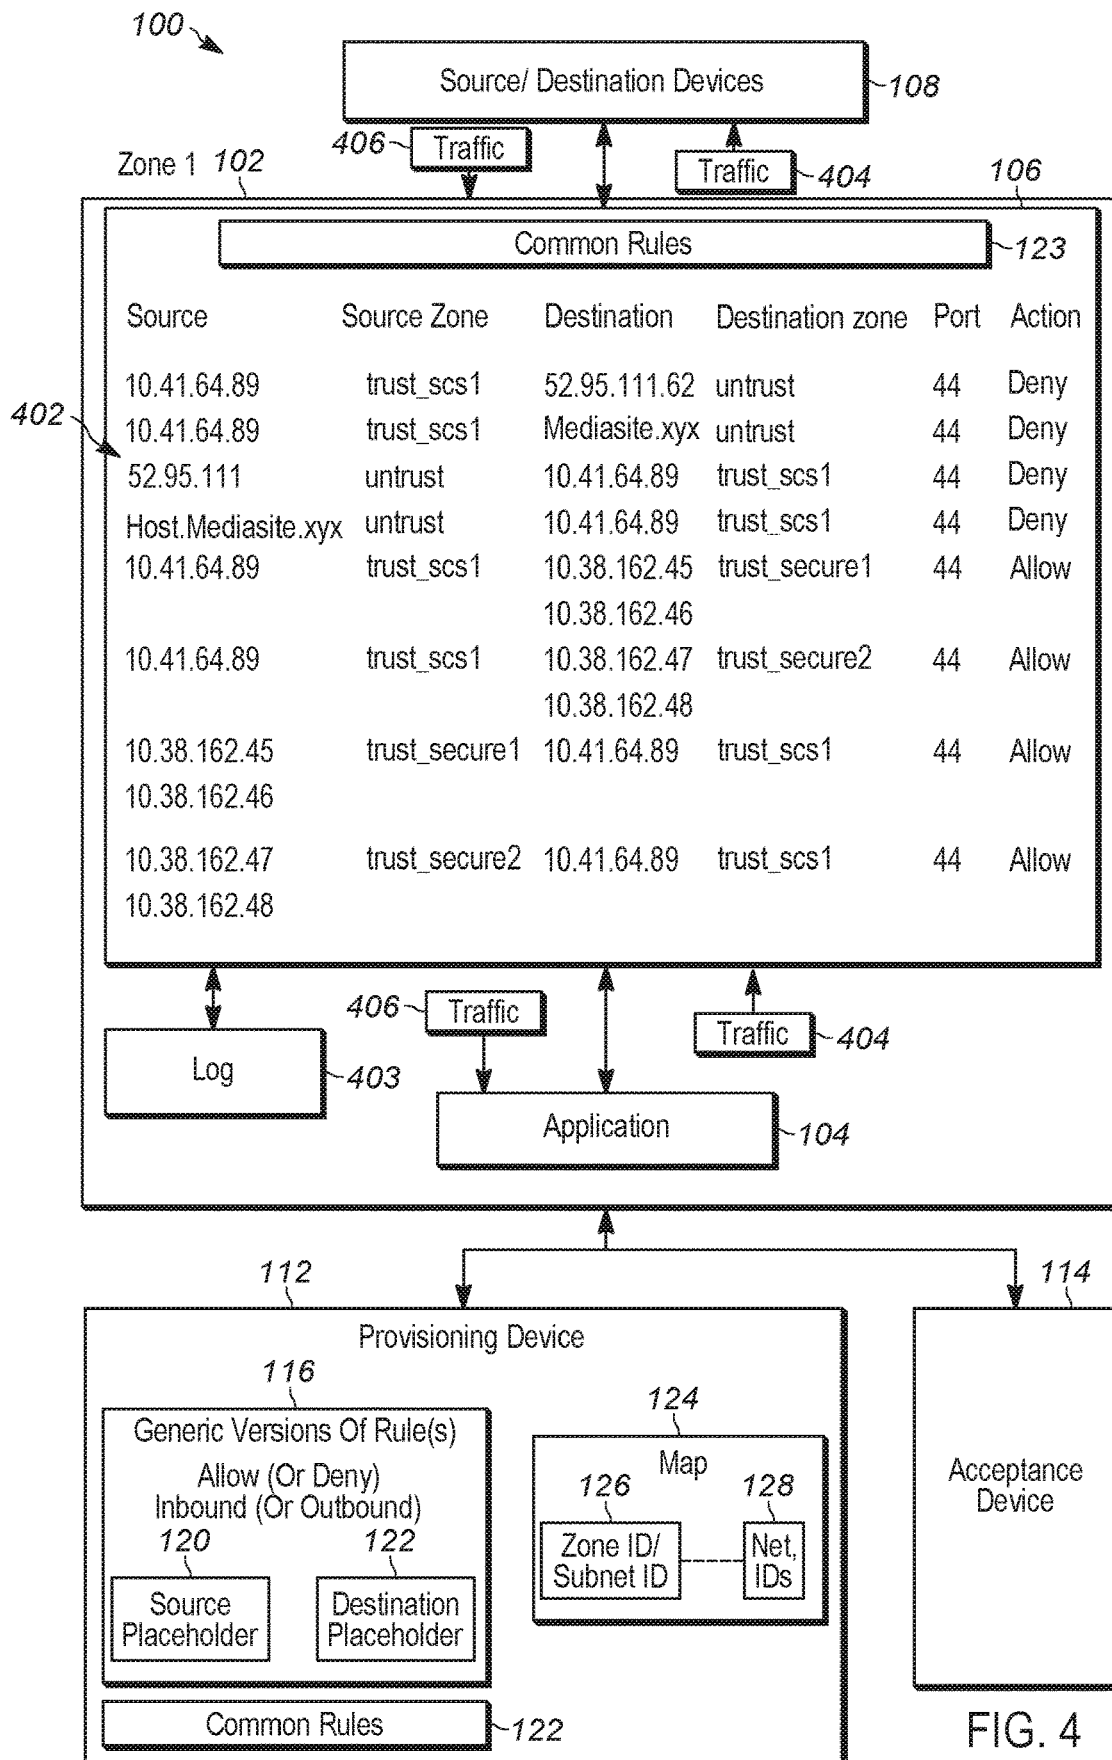 100
Source/ Destination Devices
108
406
Traffic
Traffic
404
Zone 1
102
106
Common Rules
123
Source Source Zone Destination Destination zone Port Action
10.41.64.89 trust_scs1 52.95.111.62 untrust 44 Deny
402
10.41.64.89 trust_scs1 Mediasite.xyx untrust 44 Deny
52.95.111 untrust 10.41.64.89 trust_scs1 44 Deny
Host.Mediasite.xyx untrust 10.41.64.89 trust_scs1 44 Deny
10.41.64.89 trust_scs1 10.38.162.45 trust_secure1 44 Allow
10.38.162.46
10.41.64.89 trust_scs1 10.38.162.47 trust_secure2 44 Allow
10.38.162.48
10.38.162.45 trust_secure1 10.41.64.89 trust_scs1 44 Allow
10.38.162.46
10.38.162.47 trust_secure2 10.41.64.89 trust_scs1 44 Allow
10.38.162.48
406
Traffic
Traffic
404
Log
403
Application
104
112
114
Provisioning Device
116
Generic Versions Of Rule(s)
Allow (Or Deny)
Inbound (Or Outbound)
120
122
Source
Placeholder
Destination
Placeholder
124
Map
126
128
Zone ID/
Subnet ID
Net,
IDs
Acceptance
Device
Common Rules
122
FIG. 4